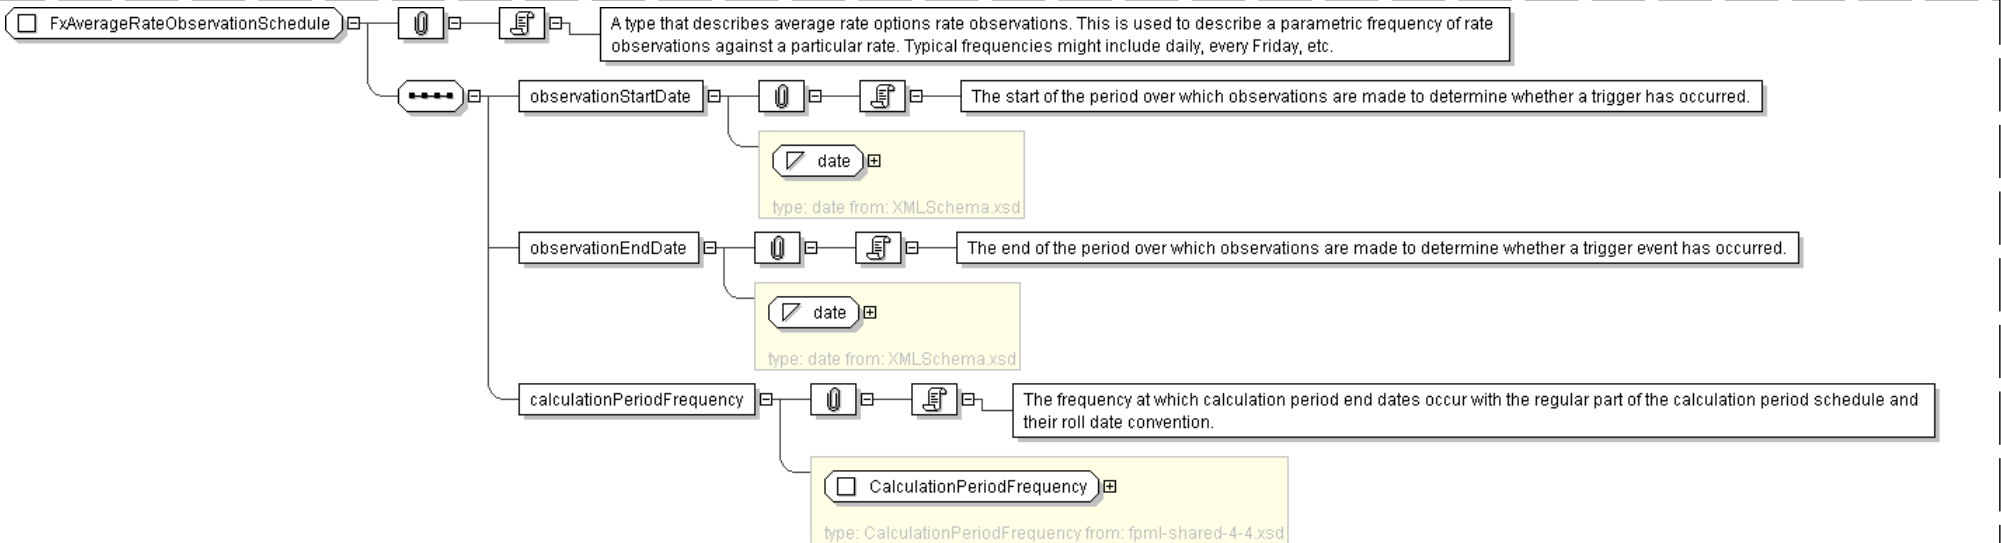 FxAverageRateObservationSchedule
A type that describes average rate options rate observations. This is used to describe a parametric frequency of rate
observations against a particular rate. Typical frequencies might include daily, every Friday, etc.
observationStartDate
The start of the period over which observations are made to determine whether a trigger has occurred.
date
type: date from: XMLSchema.xsd
observationEndDate
The end of the period over which observations are made to determine whether a trigger event has occurred.
date
type: date from: XMLSchema.xsd
calculationPeriodFrequency
The frequency at which calculation period end dates occur with the regular part of the calculation period schedule and
their roll date convention.
CalculationPeriodFrequency
type: CalculationPeriodFrequency from: fpml-shared-4-4.xsd